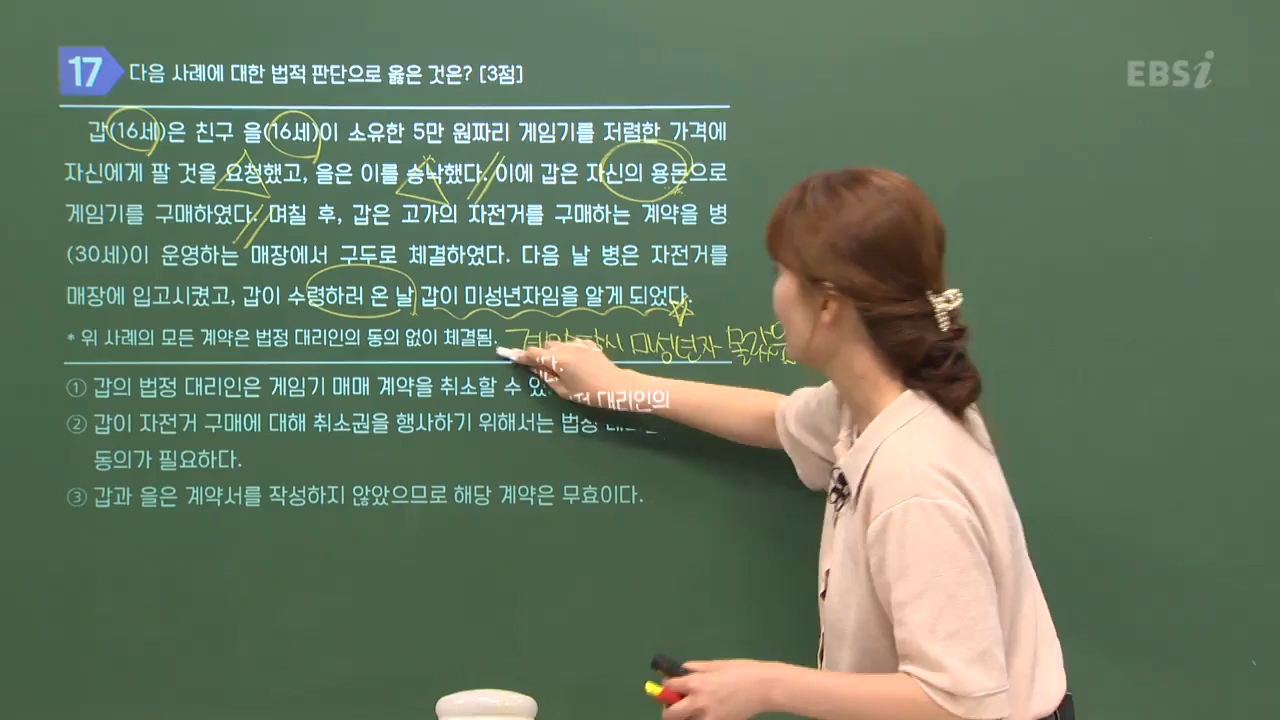 17 다음 사례에 대한 법적 판단으로 옳은 것은? [3점]
EBSi
갑(16세)은 친구 을(16세)이 소유한 5만 원짜리 게임기를 저렴한 가격에
자신에게 팔 것을 요청했고, 을은 이를 승낙했다. 이에 갑은 자신의 용돈으로
게임기를 구매하였다. 며칠 후, 갑은 고가의 자전거를 구매하는 계약을 병
(30세)이 운영하는 매장에서 구두로 체결하였다. 다음 날 병은 자전거를
매장에 입고시켰고, 갑이 수령하러 온 날 갑이 미성년자임을 알게 되었다.
* 위 사례의 모든 계약은 법정 대리인의 동의 없이 체결됨.
미성년자 몰랐음
① 갑의 법정 대리인은 게임기 매매 계약을 취소할 수
대리인의
② 갑이 자전거 구매에 대해 취소권을 행사하기 위해서는 법정
동의가 필요하다.
③ 갑과 을은 계약서를 작성하지 않았으므로 해당 계약은 무효이다.